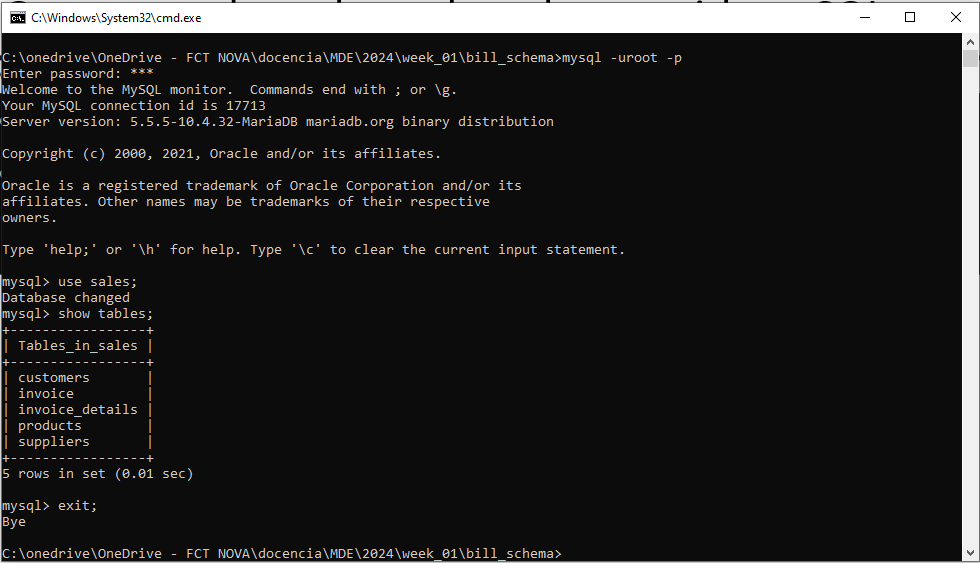 C:\Windows\System32\cmd.exe
C:\onedrive\OneDrive - FCT NOVA\docencia\MDE\2024\week_01\bill_schema>mysql -uroot -p
Enter password: ***
Welcome to the MySQL monitor.  Commands end with ; or \g.
Your MySQL connection id is 17713
Server version: 5.5.5-10.4.32-MariaDB mariadb.org binary distribution
Copyright (c) 2000, 2021, Oracle and/or its affiliates.
Oracle is a registered trademark of Oracle Corporation and/or its
affiliates. Other names may be trademarks of their respective
owners.
Type 'help;' or '\h' for help. Type '\c' to clear the current input statement.
mysql> use sales;
Database changed
mysql> show tables;
+-----------------+
| Tables_in_sales |
+-----------------+
| customers       |
| invoice         |
| invoice_details |
| products        |
| suppliers       |
+-----------------+
5 rows in set (0.01 sec)
mysql> exit;
Bye
C:\onedrive\OneDrive - FCT NOVA\docencia\MDE\2024\week_01\bill_schema>